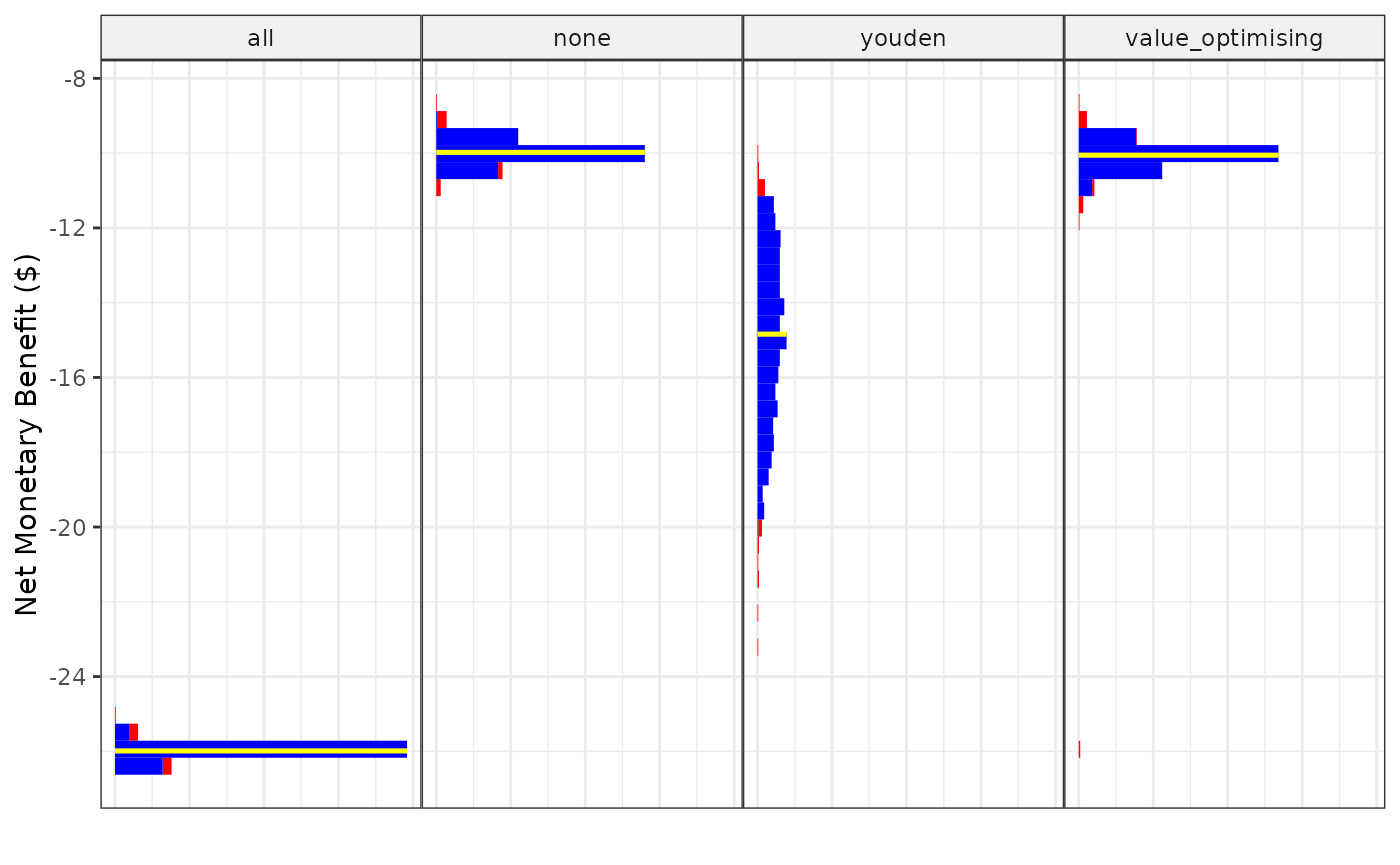 all
none
youden
value_optimising
Net Monetary Benefit ($)
-8
-12
-16
-20
-24